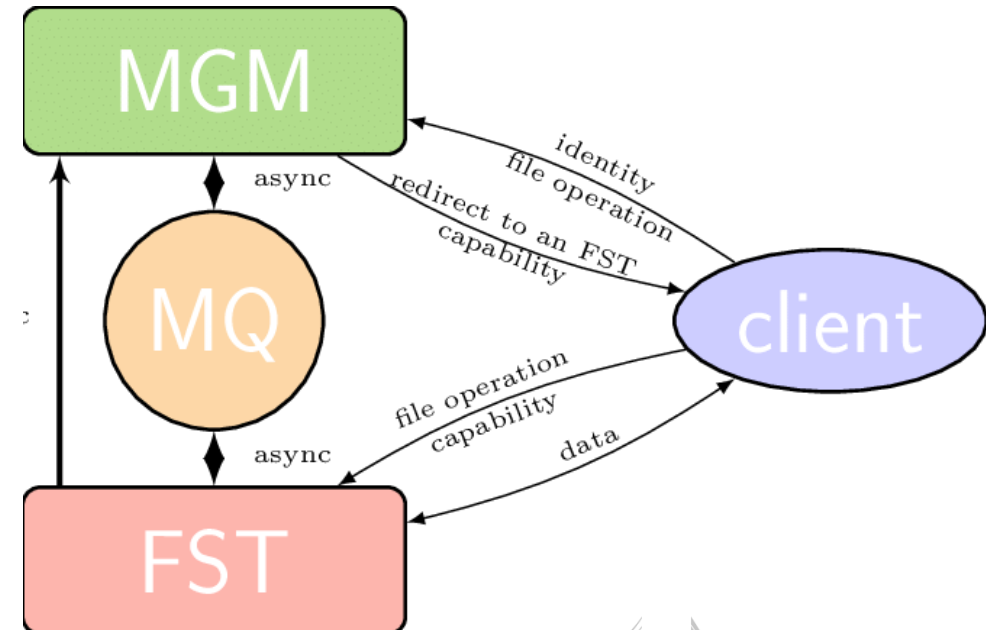 MGM
async
identity
file operation
redirect to an FST
capability
MQ
client
file operation
capability
async
data
FST